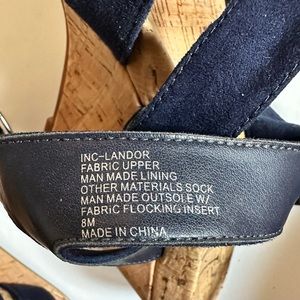 INC-LANDOR
FABRIC UPPER
MAN MADE LINING
OTHER MATERIALS SOCK
MAN MADE OUTSOLE W/
FABRIC FLOCKING INSERT
8M
MADE IN CHINA